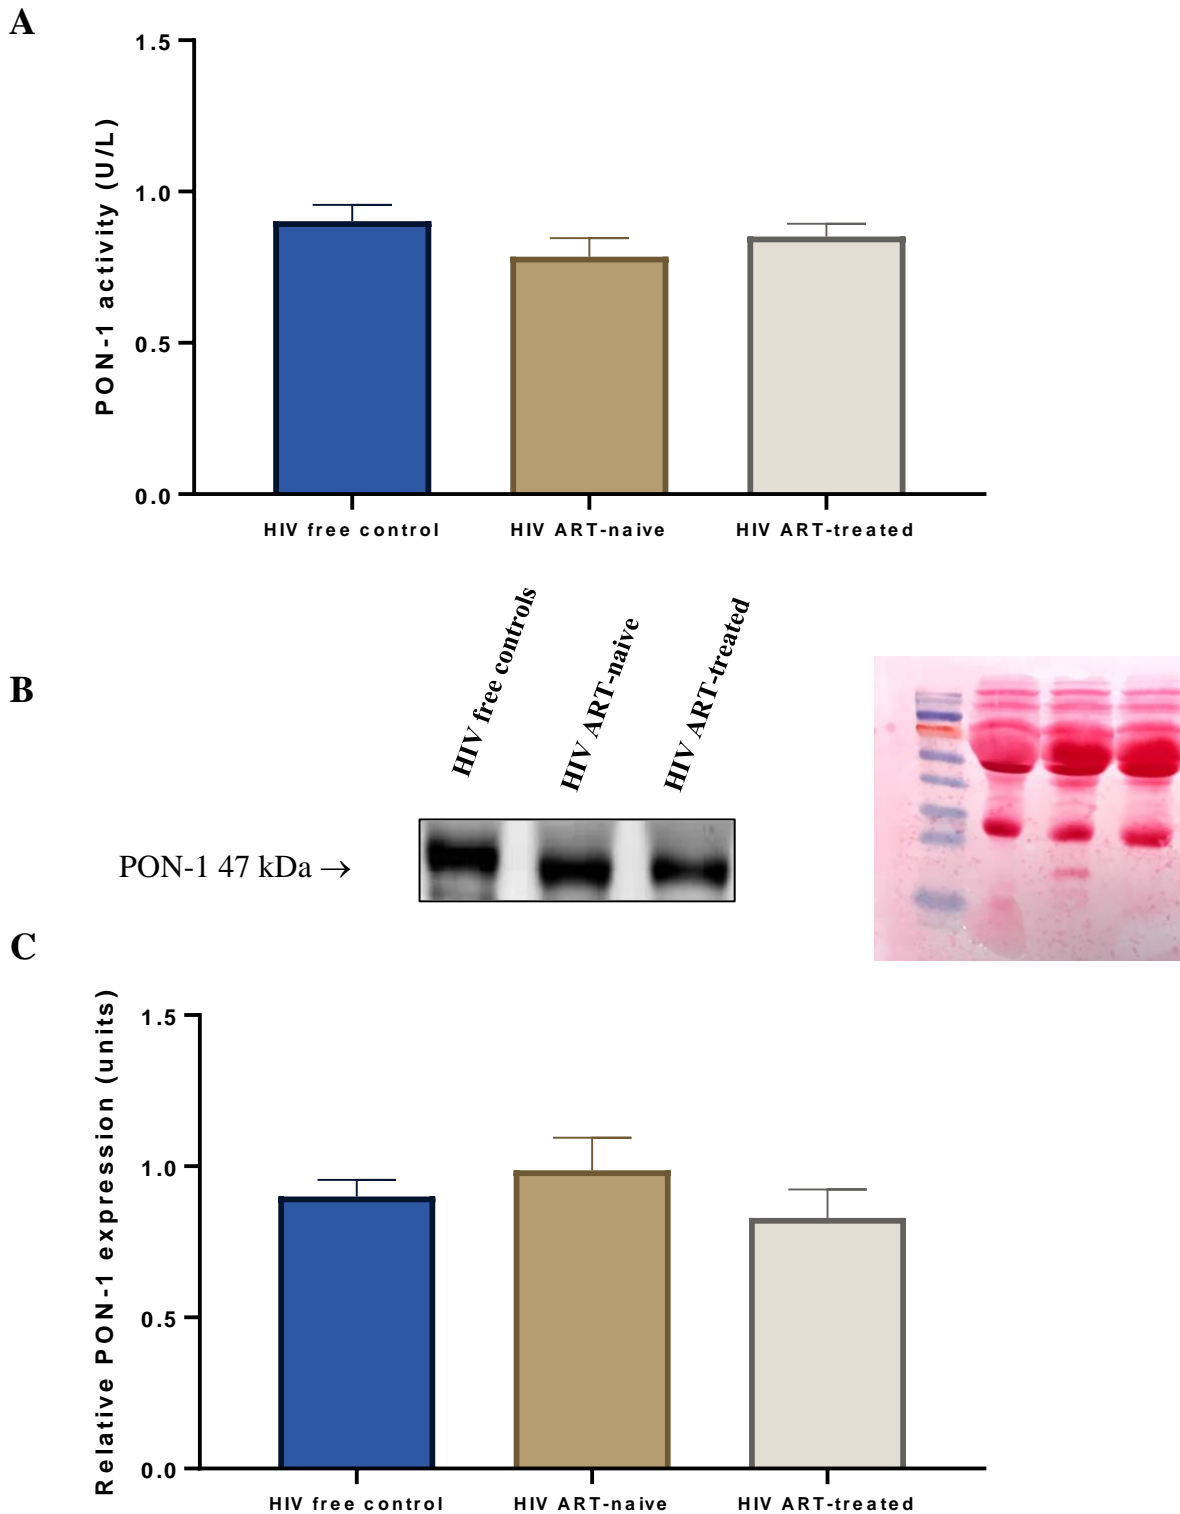 A
1.5
1.0
0.5
0.0
PON-1 activity (U/L)
HIV free control
HIV ART-naive
HIV ART-treated
B
HIV free controls
HIV ART-naive
HIV ART-treated
PON-1 47 kDa →
C
1.5
1.0
0.5
0.0
Relative PON-1 expression (units)
HIV free control
HIV ART-naive
HIV ART-treated